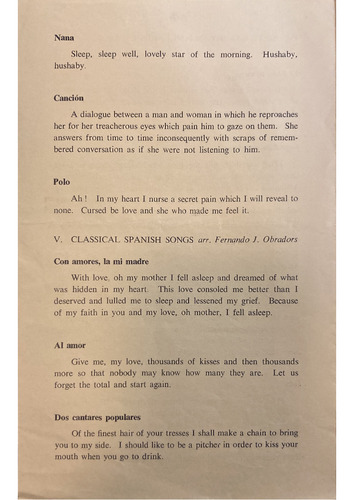 Nana
Sleep, sleep well, lovely star of the morning. Hushaby,
hushaby.
Canción
A dialogue between a man and woman in which he reproaches
her for her treacherous eyes which pain him to gaze on them. She
answers from time to time inconsequently with scraps of remem-
bered conversation as if she were not listening to him.
Polo
Ah! In my heart I nurse a secret pain which I will reveal to
none. Cursed be love and she who made me feel it.
V. CLASSICAL SPANISH SONGS arr. Fernando J. Obradors
Con amores, la mi madre
With love, oh my mother I fell asleep and dreamed of what
was hidden in my heart. This love consoled me better than I
deserved and lulled me to sleep and lessened my grief. Because
of my faith in you and my love, oh mother, I fell asleep.
Al amor
Give me, my love, thousands of kisses and then thousands
more so that nobody may know how many they are. Let us
forget the total and start again.
Dos cantares populares
Of the finest hair of your tresses I shall make a chain to bring
you to my side. I should like to be a pitcher in order to kiss your
mouth when you go to drink.